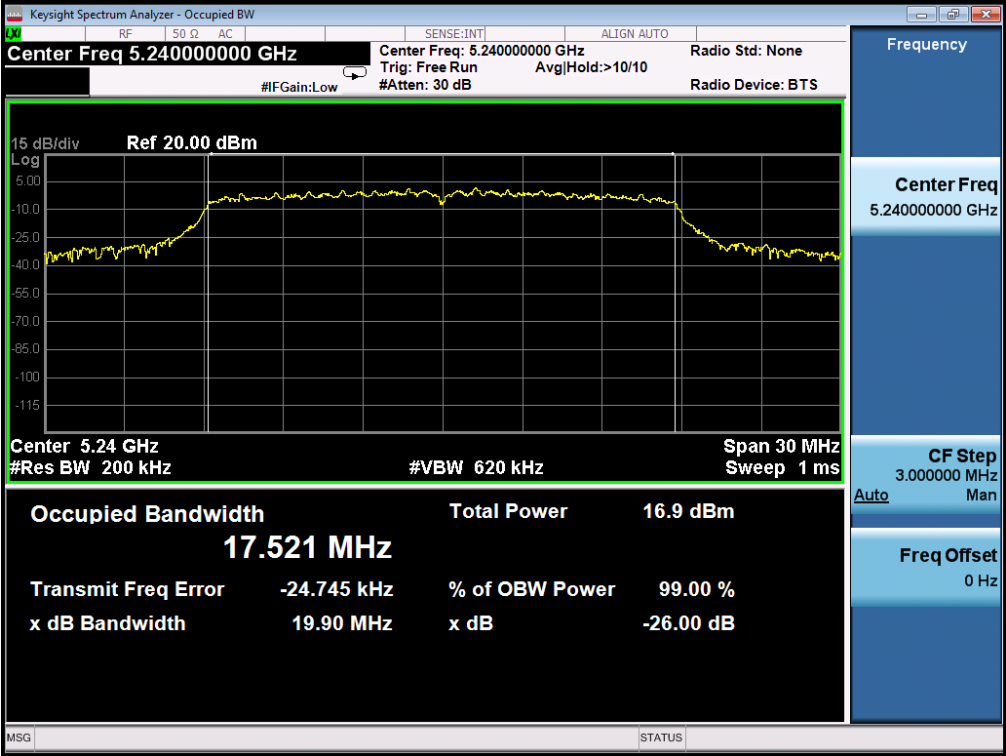 Keysight Spectrum Analyzer - Occupied BW
LXI RF 50 Ω AC SENSE:INT ALIGN AUTO
Center Freq 5.240000000 GHz
#IFGain:Low
Center Freq: 5.240000000 GHz
Trig: Free Run Avg|Hold:>10/10
#Atten: 30 dB
Radio Std: None
Radio Device: BTS
15 dB/div Ref 20.00 dBm
Log
5.00
-10.0
-25.0
-40.0
-55.0
-70.0
-85.0
-100
-115
Center 5.24 GHz Span 30 MHz
#Res BW 200 kHz #VBW 620 kHz Sweep 1 ms
Occupied Bandwidth Total Power 16.9 dBm
17.521 MHz
Transmit Freq Error -24.745 kHz % of OBW Power 99.00 %
x dB Bandwidth 19.90 MHz x dB -26.00 dB
Frequency
Center Freq
5.240000000 GHz
CF Step
3.000000 MHz
Auto Man
Freq Offset
0 Hz
MSG STATUS